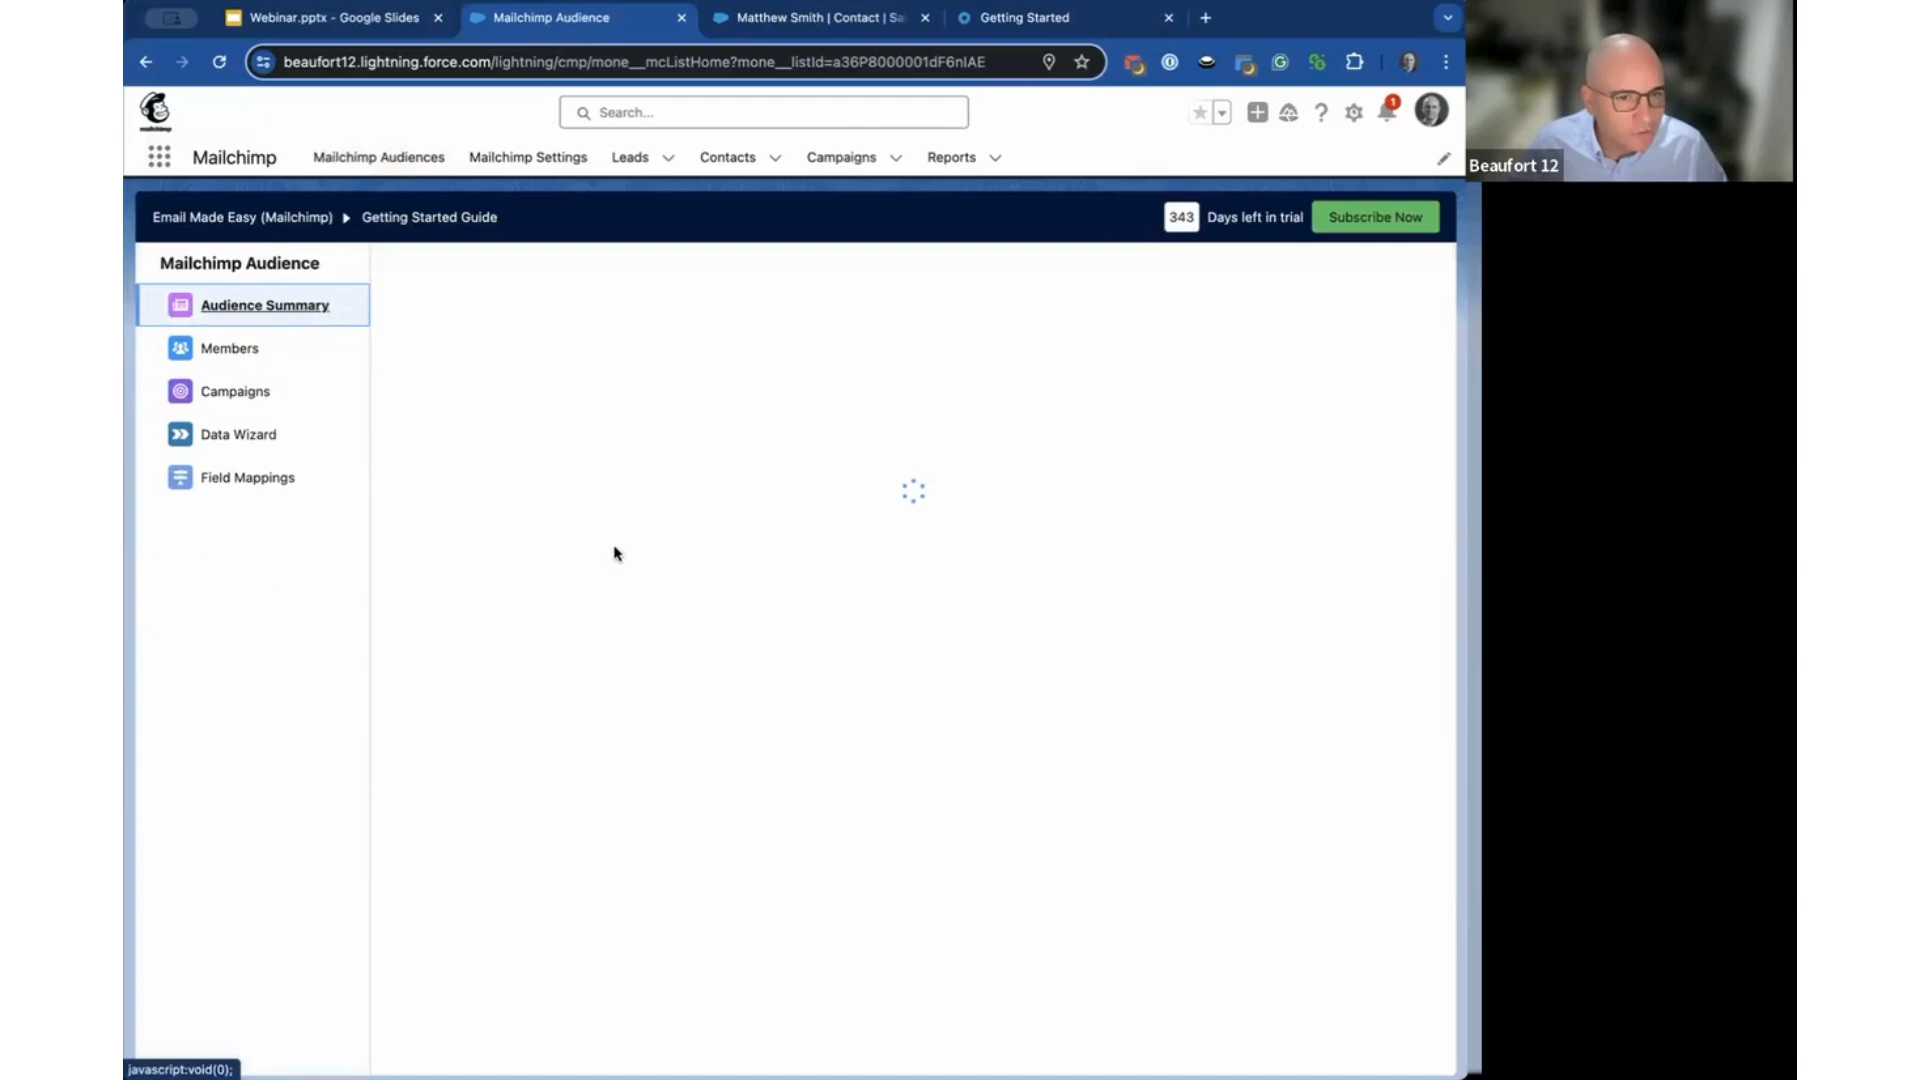 Webinar.pptx - Google Slides
Mailchimp Audience
Matthew Smith | Contact | Sa
Getting Started
beaufort12.lightning.force.com/lightning/cmp/mone__mcListHome?mone__listId=a36P8000001dF6nIAE
mailchimp
Search...
1
Mailchimp
Mailchimp Audiences
Mailchimp Settings
Leads
Contacts
Campaigns
Reports
Beaufort 12
Email Made Easy (Mailchimp)
Getting Started Guide
343 Days left in trial
Subscribe Now
Mailchimp Audience
Audience Summary
Members
Campaigns
Data Wizard
Field Mappings
javascript:void(0);